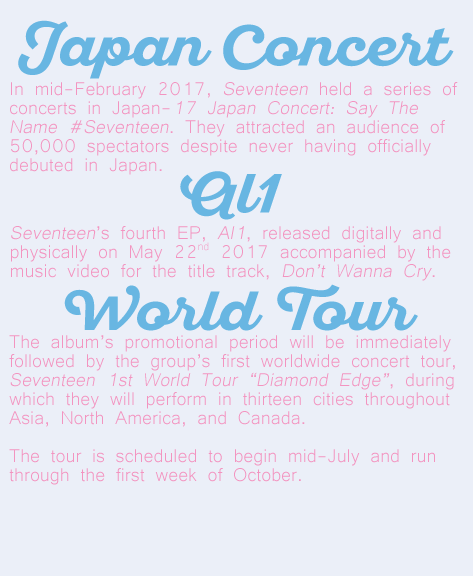 Japan Concert
In mid-February 2017, Seventeen held a series of
concerts in Japan-17 Japan Concert: Say The
Name #Seventeen. They attracted an audience of
50,000 spectators despite never having officially
debuted in Japan.
Al1
Seventeen's fourth EP, Al1, released digitally and
physically on May 22nd 2017 accompanied by the
music video for the title track, Don't Wanna Cry.
World Tour
The album's promotional period will be immediately
followed by the group's first worldwide concert tour,
Seventeen 1st World Tour "Diamond Edge", during
which they will perform in thirteen cities throughout
Asia, North America, and Canada.
The tour is scheduled to begin mid-July and run
through the first week of October.